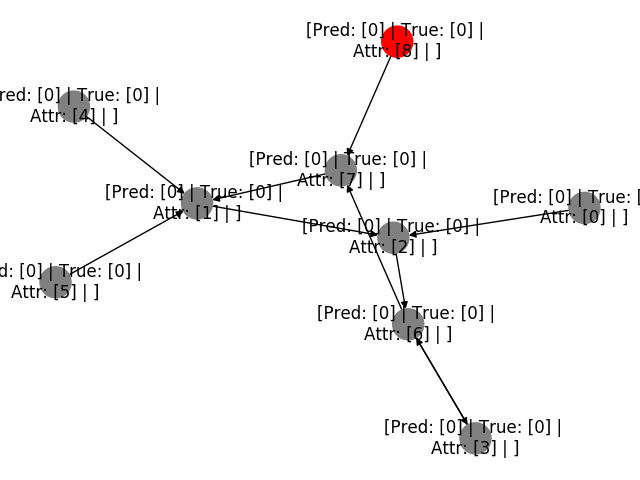 [Pred: [0] | True: [0] |
Attr: [8] | ]
red: [0] | True: [0] |
Attr: [4] | ]
[Pred: [0] | True: [0] |
Attr: [7] | ]
[Pred: [0] | True: [0] |
Attr: [1] | ]
[Pred: [0] | True: [
Attr: [0] | ]
[Pred: [0] | True: [0] |
Attr: [2] | ]
d: [0] | True: [0] |
Attr: [5] | ]
[Pred: [0] | True: [0] |
Attr: [6] | ]
[Pred: [0] | True: [0] |
Attr: [3] | ]